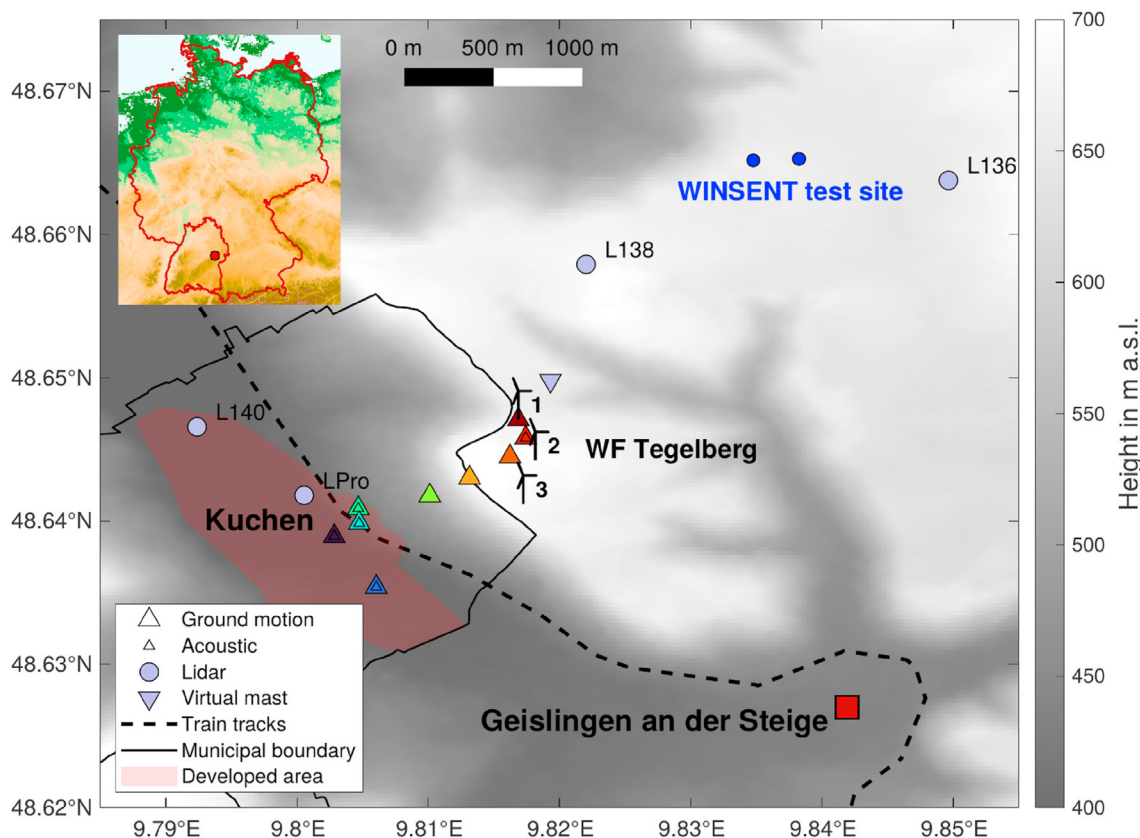 0 m 500 m 1000 m
700
48.67°N
WINSENT test site
L136
650
48.66°N
L138
600
48.65°N
1
L140
2
WF Tegelberg
550
3
LPro
48.64°N
Kuchen
500
Ground motion
Acoustic
48.63°N
Lidar
Virtual mast
Geislingen an der Steige
450
Train tracks
Municipal boundary
Developed area
48.62°N
400
9.79°E 9.80°E 9.81°E 9.82°E 9.83°E 9.84°E 9.85°E
Height in m a.s.l.